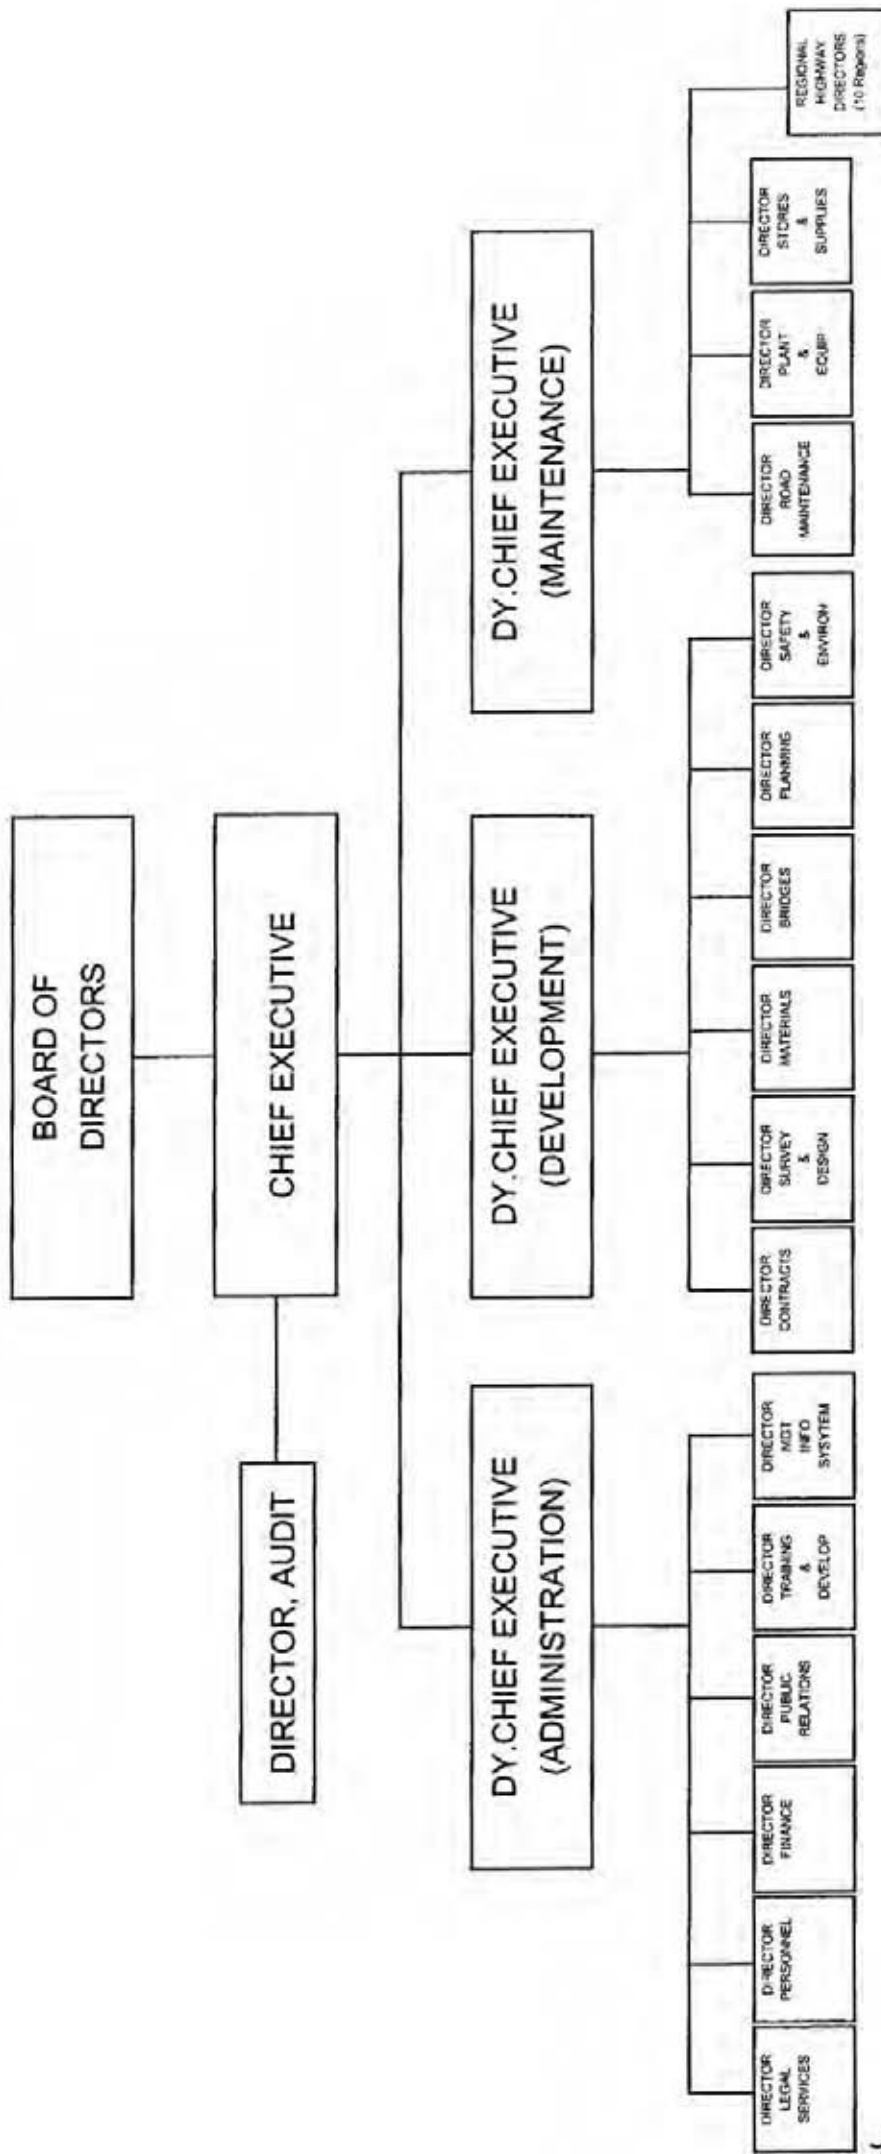 BOARD OF
DIRECTORS
CHIEF EXECUTIVE
DIRECTOR, AUDIT
DY.CHIEF EXECUTIVE
(ADMINISTRATION)
DY.CHIEF EXECUTIVE
(DEVELOPMENT)
DY.CHIEF EXECUTIVE
(MAINTENANCE)
DIRECTOR
LEGAL
SERVICES
DIRECTOR
PERSONNEL
DIRECTOR
FINANCE
DIRECTOR
PUBLIC
RELATIONS
DIRECTOR
TRAINING
&
DEVELOP
DIRECTOR
MGT
INFO
SYSYTEM
DIRECTOR
CONTRACTS
DIRECTOR
SURVEY
&
DESIGN
DIRECTOR
MATERIALS
DIRECTOR
BRIDGES
DIRECTOR
PLANNING
DIRECTOR
SAFETY
&
ENVIRON
DIRECTOR
ROAD
MAINTENANCE
DIRECTOR
PLANT
&
EQUIP
DIRECTOR
STORES
&
SUPPLIES
REGIONAL
HIGHWAY
DIRECTORS
(10 Regions)